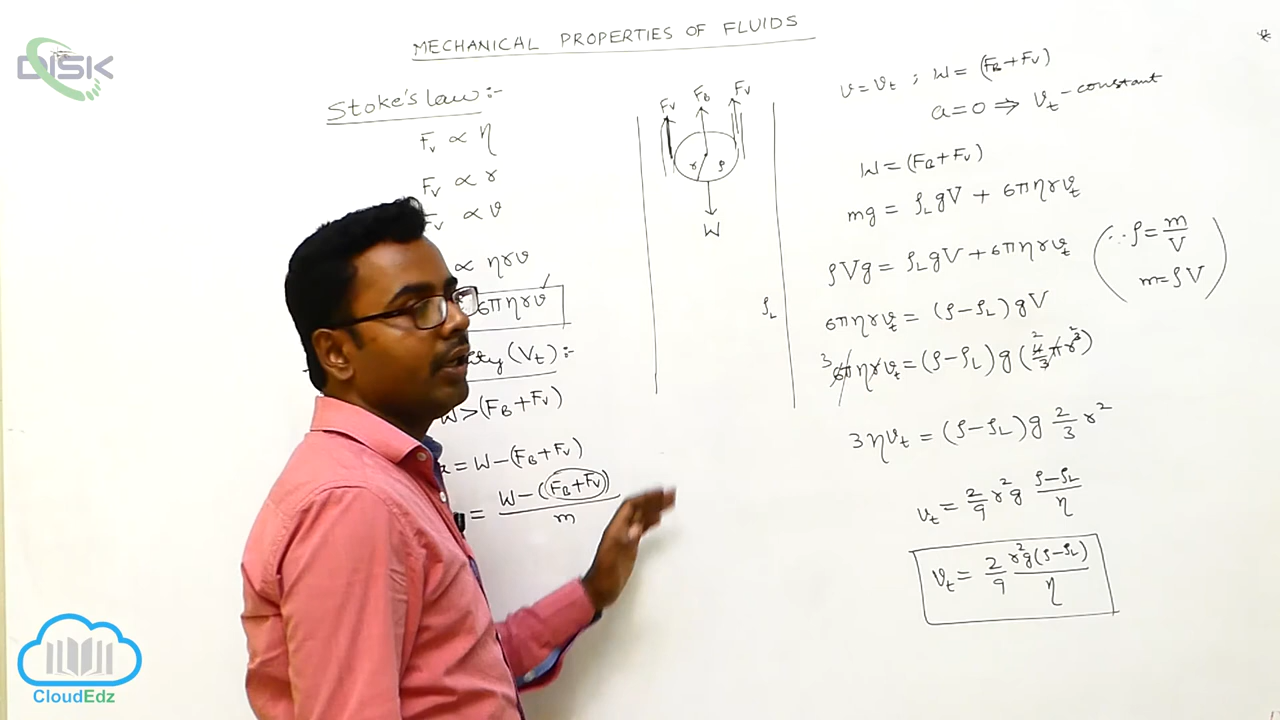 DISK
MECHANICAL PROPERTIES OF FLUIDS
Stoke's law :-
Fv ∝ η
Fv ∝ r
Fv ∝ v
∝ ηrv
6πηrv
(Vt) :-
W > (FB + Fv)
= W - (FB + Fv)
= W - (FB + Fv) / m
Fv FB Fv
r ρ
W
ρL
v = vt ; W = (FB + Fv)
a = 0 ⇒ vt - constant
W = (FB + Fv)
mg = ρL gV + 6πηrvt
ρVg = ρL gV + 6πηrvt
(∵ ρ = m/V
m = ρV)
6πηrvt = (ρ - ρL) gV
3 6πηrvt = (ρ - ρL) g (2 4/3 πr³ ²)
3ηvt = (ρ - ρL) g 2/3 r²
vt = 2/9 r² g ρ - ρL / η
vt = 2/9 r²g(ρ - ρL) / η
CloudEdz